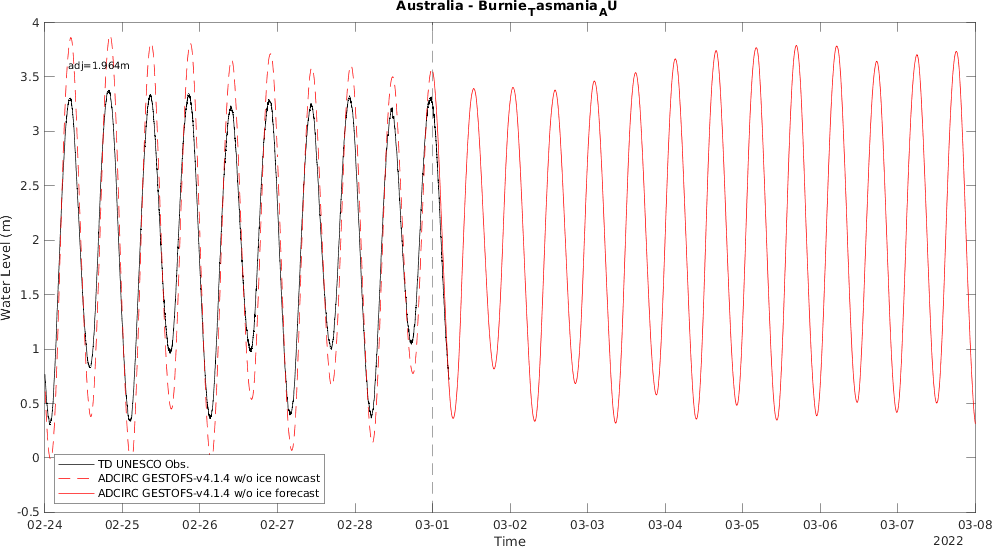 Australia - Burnie_Tasmania_AU
4
3.5
3
2.5
2
1.5
1
0.5
0
-0.5
Water Level (m)
adj=1.964m
TD UNESCO Obs.
ADCIRC GESTOFS-v4.1.4 w/o ice nowcast
ADCIRC GESTOFS-v4.1.4 w/o ice forecast
02-24 02-25 02-26 02-27 02-28 03-01 03-02 03-03 03-04 03-05 03-06 03-07 03-08
Time
2022